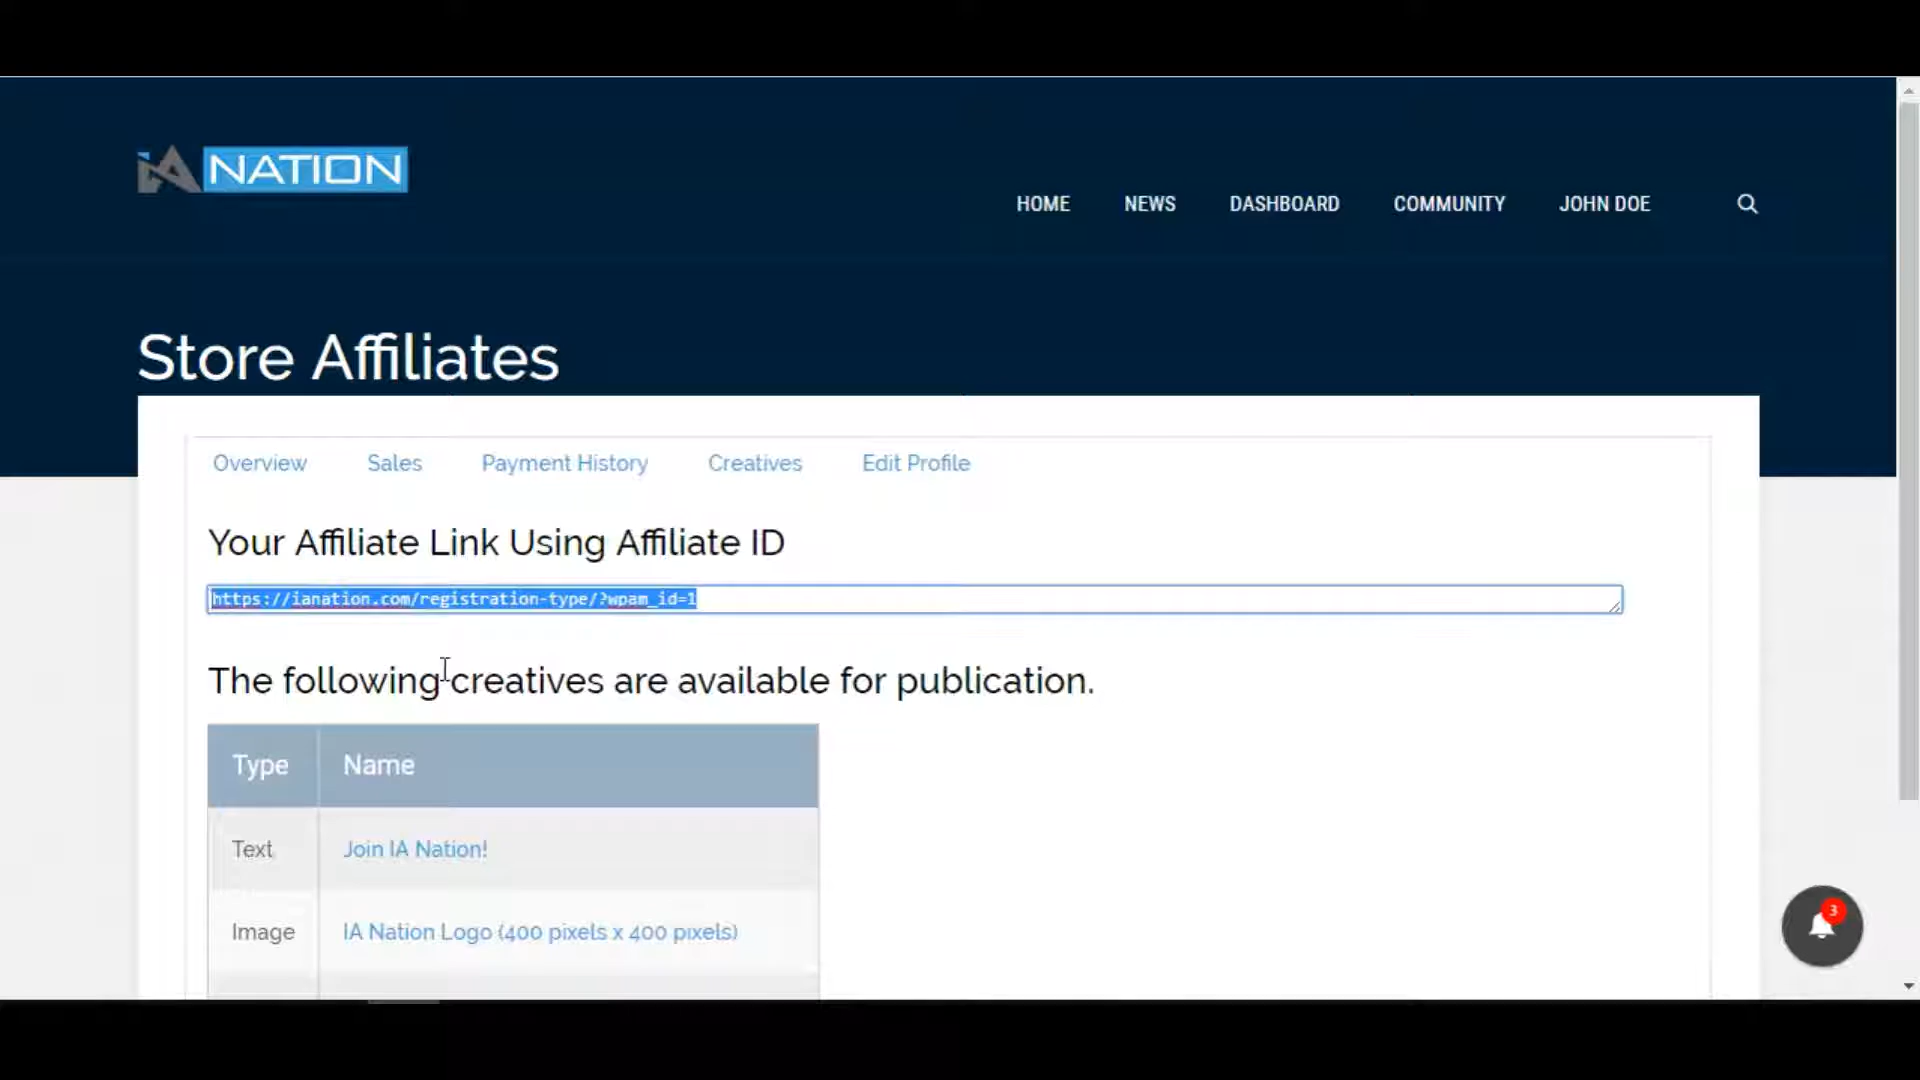 iA NATION
HOME NEWS DASHBOARD COMMUNITY JOHN DOE
Store Affiliates
Overview Sales Payment History Creatives Edit Profile
Your Affiliate Link Using Affiliate ID
https://ianation.com/registration-type/?wpam_id=1
The following creatives are available for publication.
Type Name
Text Join IA Nation!
Image IA Nation Logo (400 pixels x 400 pixels)
3